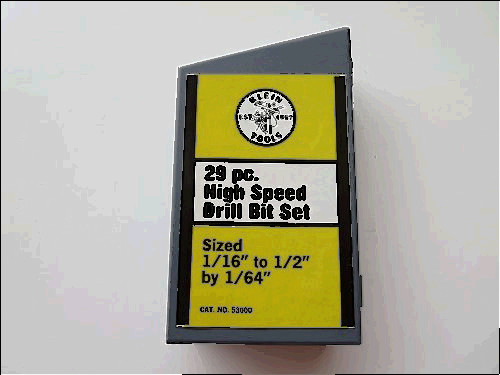 KLEIN
EST. 1857
TOOLS
29 pc.
High Speed
Drill Bit Set
Sized
1/16" to 1/2"
by 1/64"
CAT. NO. 53000